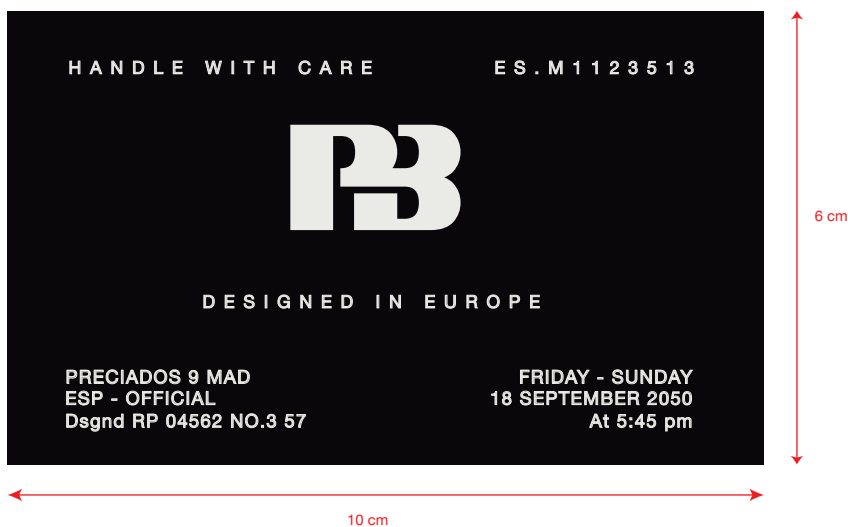 HANDLE WITH CARE
ES.M1123513
PB
DESIGNED IN EUROPE
PRECIADOS 9 MAD
ESP - OFFICIAL
Dsgnd RP 04562 NO.3 57
FRIDAY - SUNDAY
18 SEPTEMBER 2050
At 5:45 pm
6 cm
10 cm